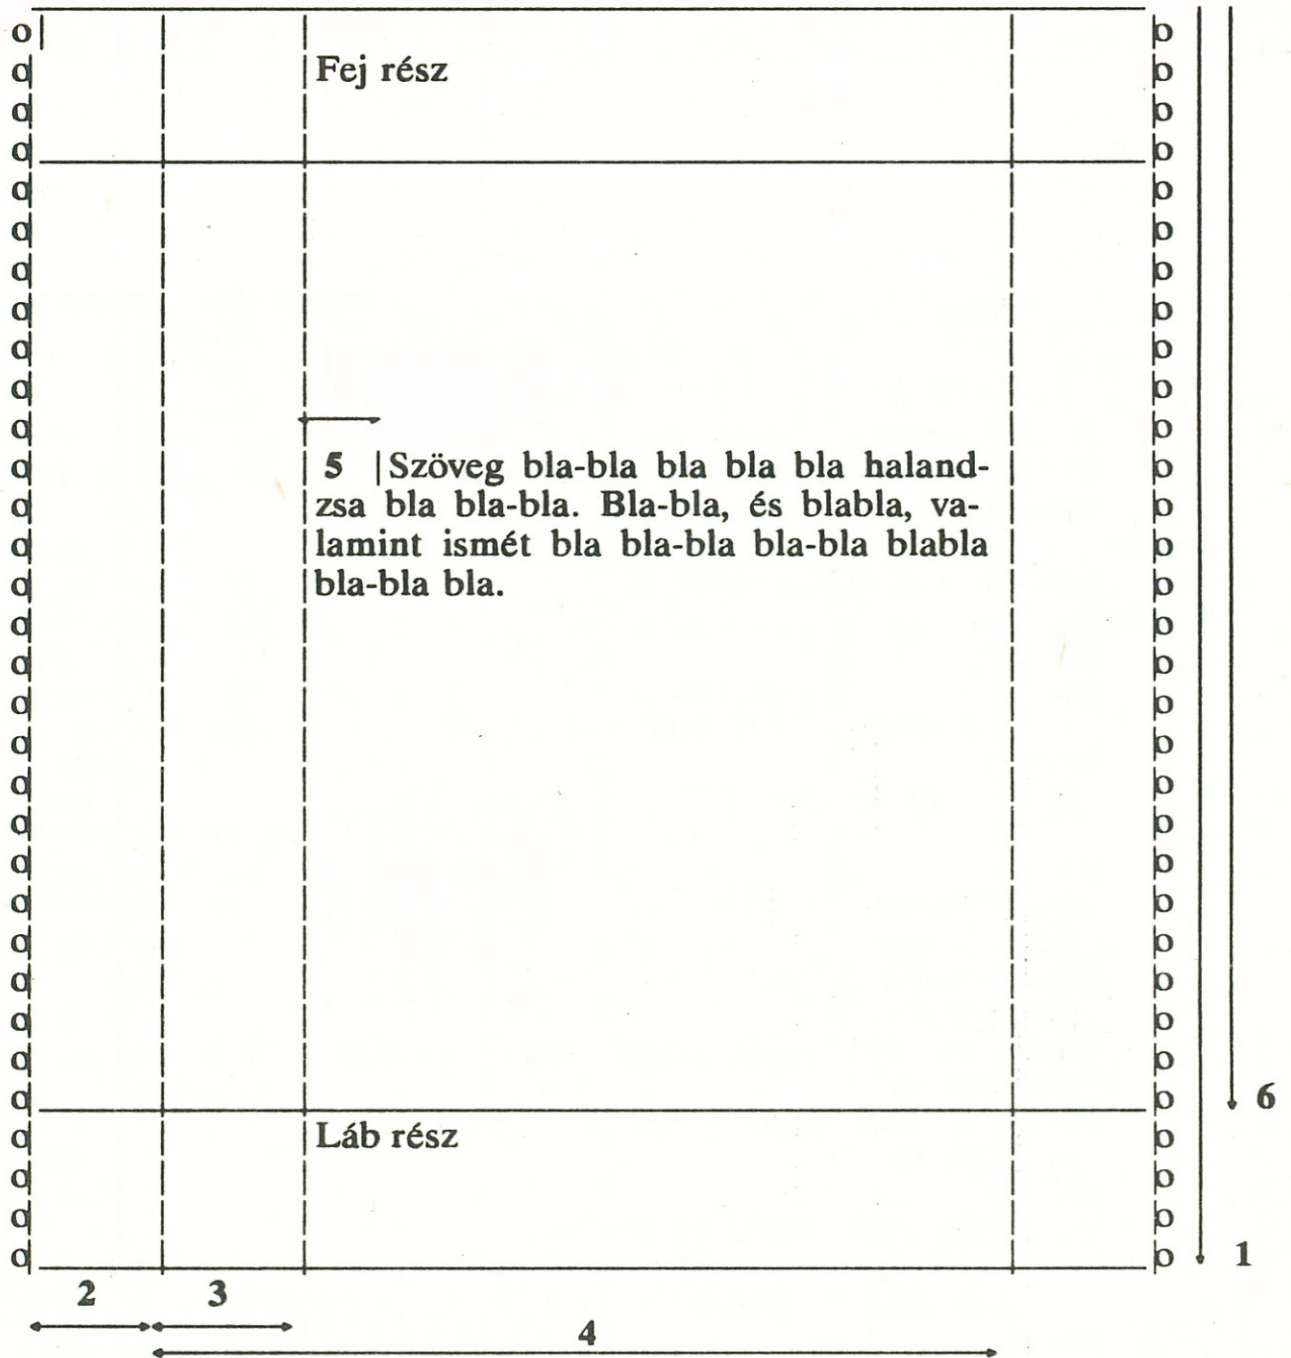 Fej rész
5 |Szöveg bla-bla bla bla bla haland-
zsa bla bla-bla. Bla-bla, és blabla, va-
lamint ismét bla bla-bla bla-bla blabla
bla-bla bla.
6
Láb rész
1
2 3
4